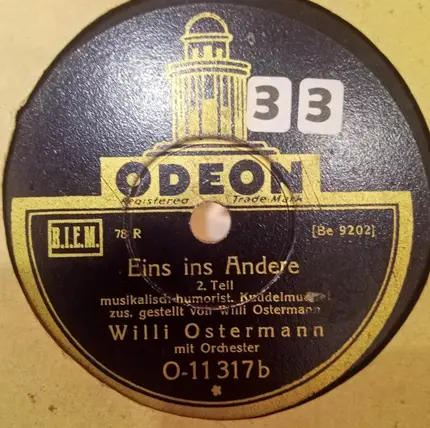 33
ODEON
Registered Trade Mark
B.I.E.M. 78 R [Be 9202]
Eins ins Andere
2. Teil
musikalisch-humorist.
zus. gestellt von Willi Ostermann
Willi Ostermann
mit Orchester
O-11317b